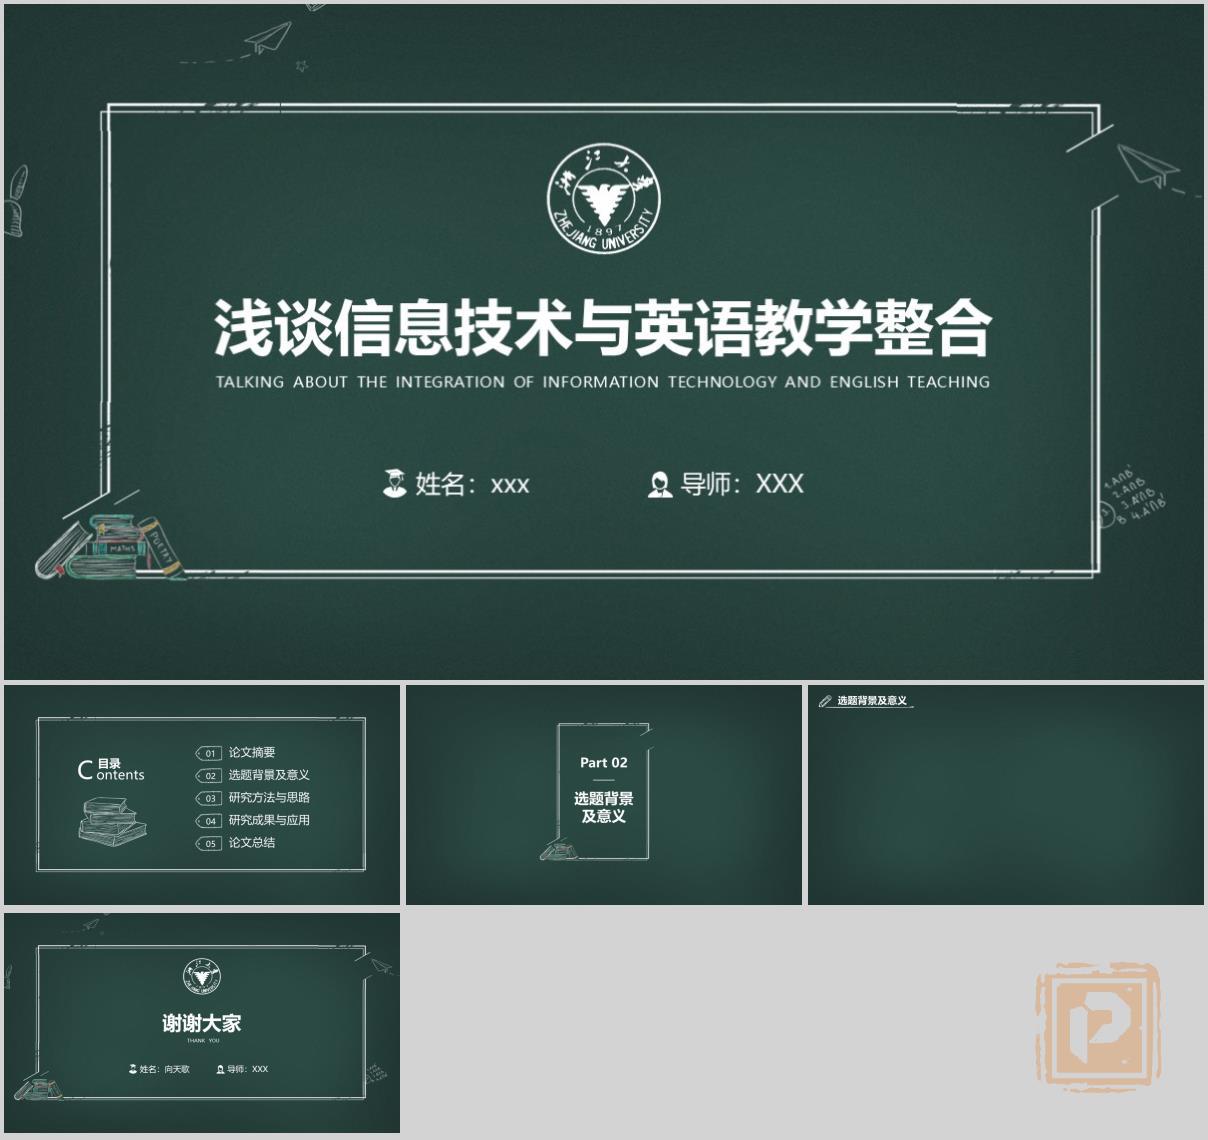 浙江大学
ZHEJIANG UNIVERSITY
1897
浅谈信息技术与英语教学整合
TALKING ABOUT THE INTEGRATION OF INFORMATION TECHNOLOGY AND ENGLISH TEACHING
姓名：xxx
导师：XXX
MATHS
POETRY
目录
Contents
01 论文摘要
02 选题背景及意义
03 研究方法与思路
04 研究成果与应用
05 论文总结
Part 02
选题背景
及意义
选题背景及意义
谢谢大家
THANK YOU
姓名：向天歌
导师：XXX
P